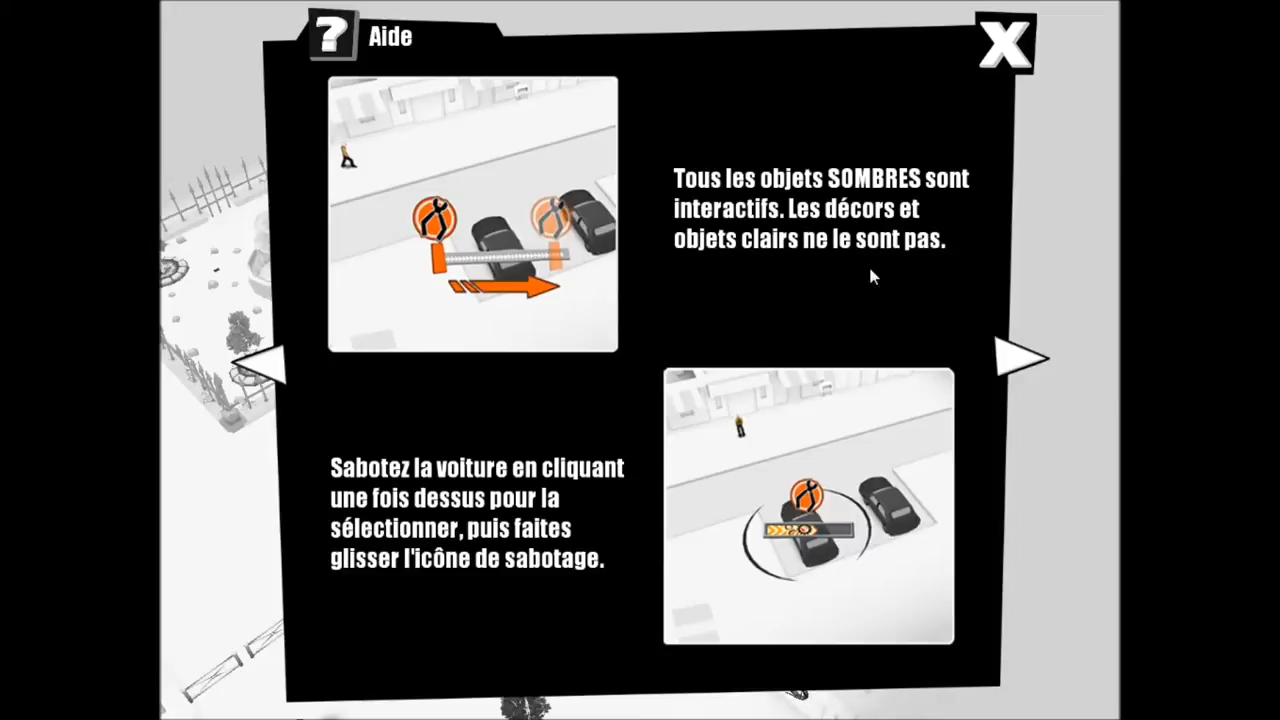 ? Aide
X
Tous les objets SOMBRES sont
interactifs. Les décors et
objets clairs ne le sont pas.
Sabotez la voiture en cliquant
une fois dessus pour la
sélectionner, puis faites
glisser l'icône de sabotage.